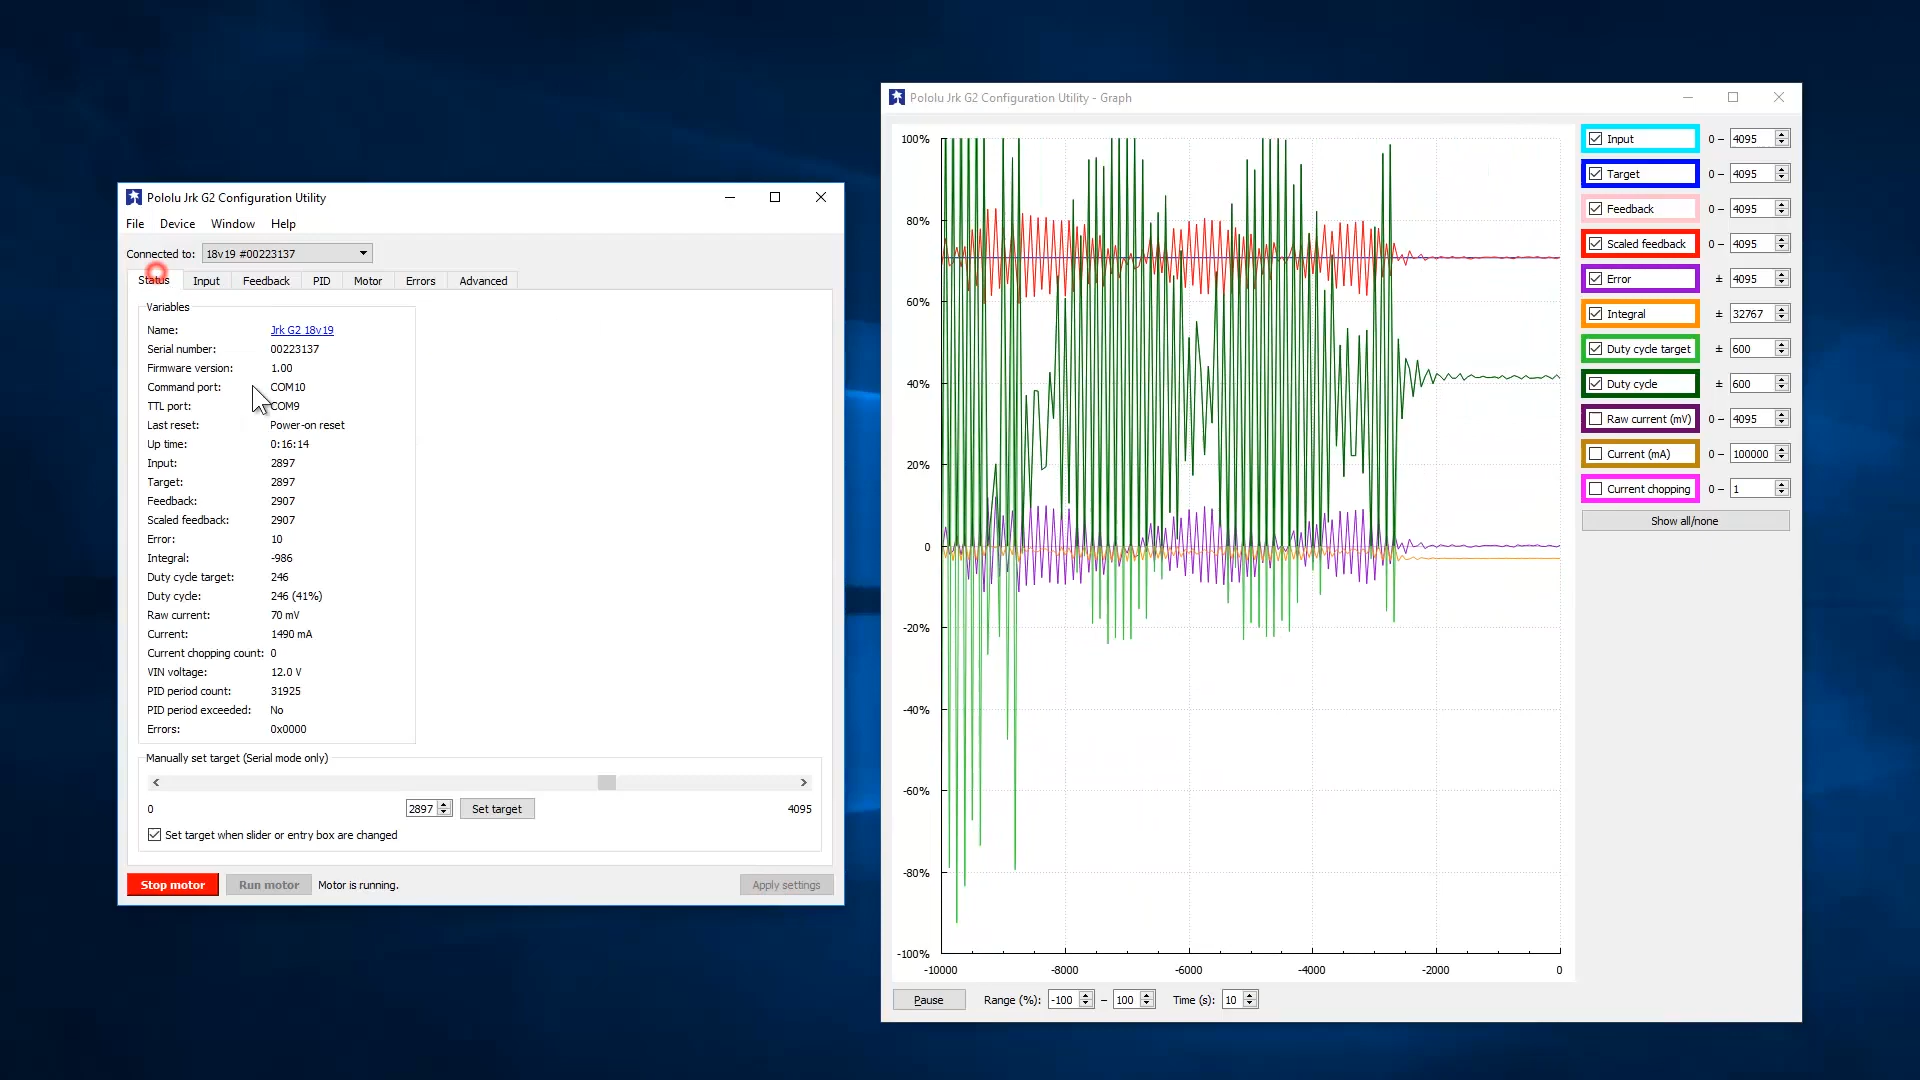 Pololu Jrk G2 Configuration Utility
File Device Window Help
Connected to: 18v19 #00223137
Status Input Feedback PID Motor Errors Advanced
Variables
Name: Jrk G2 18v19
Serial number: 00223137
Firmware version: 1.00
Command port: COM10
TTL port: COM9
Last reset: Power-on reset
Up time: 0:16:14
Input: 2897
Target: 2897
Feedback: 2907
Scaled feedback: 2907
Error: 10
Integral: -986
Duty cycle target: 246
Duty cycle: 246 (41%)
Raw current: 70 mV
Current: 1490 mA
Current chopping count: 0
VIN voltage: 12.0 V
PID period count: 31925
PID period exceeded: No
Errors: 0x0000
Manually set target (Serial mode only)
< >
0 2897 Set target 4095
Set target when slider or entry box are changed
Stop motor Run motor Motor is running. Apply settings
Pololu Jrk G2 Configuration Utility - Graph
100%
80%
60%
40%
20%
0
-20%
-40%
-60%
-80%
-100%
-10000 -8000 -6000 -4000 -2000 0
Pause Range (%): -100 – 100 Time (s): 10
Input 0 – 4095
Target 0 – 4095
Feedback 0 – 4095
Scaled feedback 0 – 4095
Error ± 4095
Integral ± 32767
Duty cycle target ± 600
Duty cycle ± 600
Raw current (mV) 0 – 4095
Current (mA) 0 – 100000
Current chopping 0 – 1
Show all/none